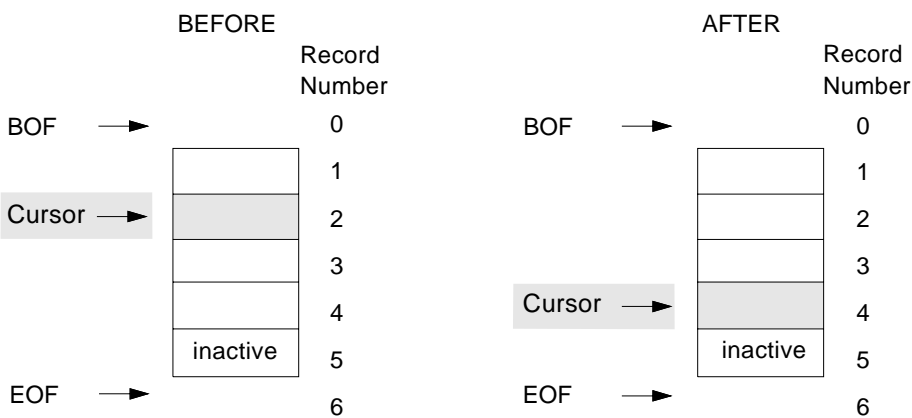 BEFORE
Record
Number
BOF
0
1
Cursor
2
3
4
inactive
5
EOF
6
AFTER
Record
Number
BOF
0
1
2
3
Cursor
4
inactive
5
EOF
6